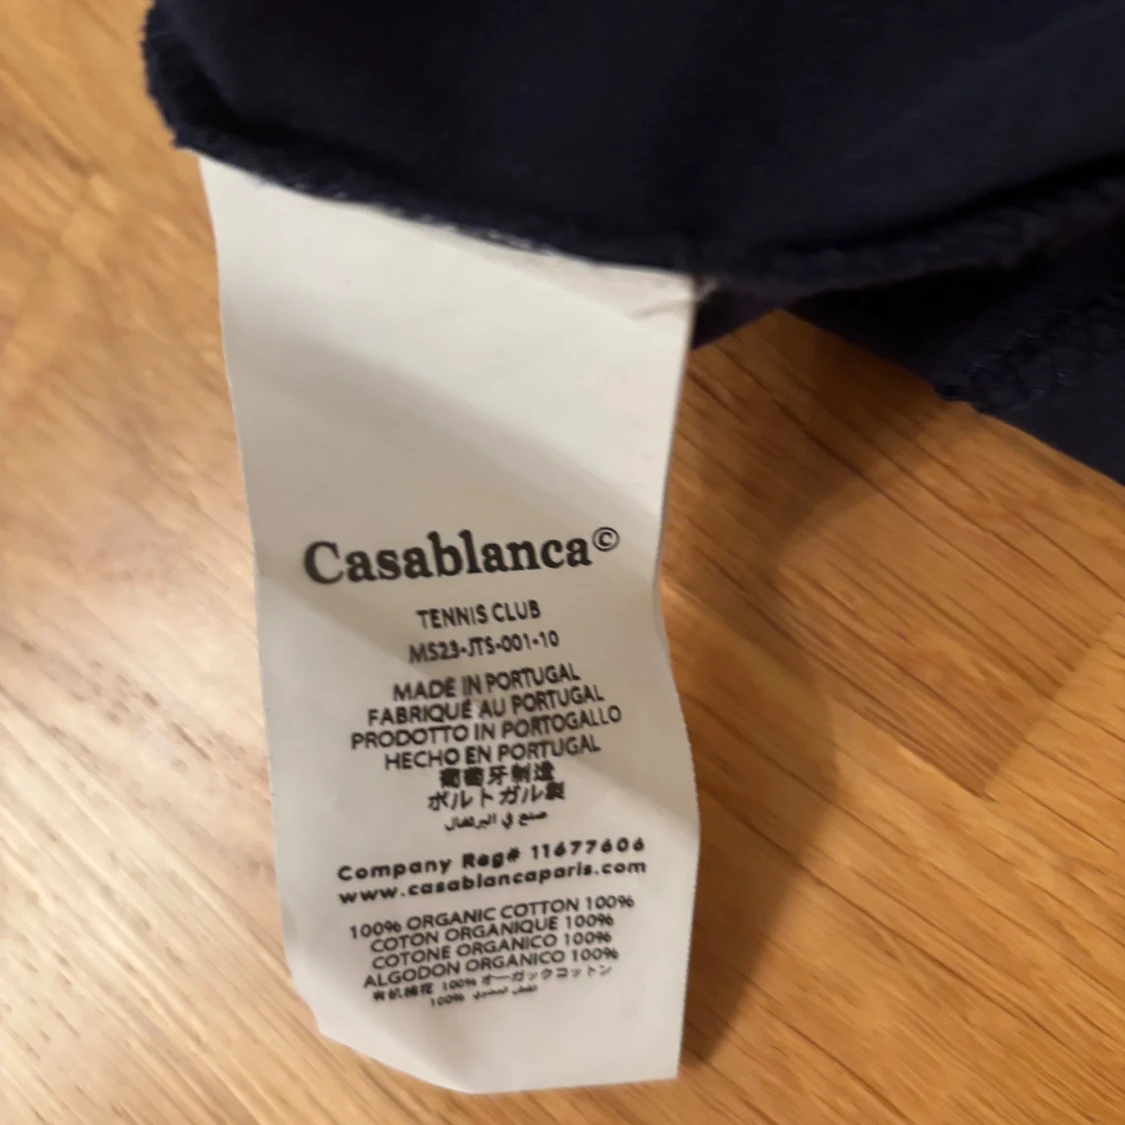 Casablanca©
TENNIS CLUB
MS23-JTS-001-10
MADE IN PORTUGAL
FABRIQUÉ AU PORTUGAL
PRODOTTO IN PORTOGALLO
HECHO EN PORTUGAL
葡萄牙制造
ポルトガル製
صنع في البرتغال
Company Reg# 11677606
www.casablancaparis.com
100% ORGANIC COTTON 100%
COTON ORGANIQUE 100%
COTONE ORGANICO 100%
ALGODON ORGANICO 100%
有机棉花 100% オーガックコットン
100%